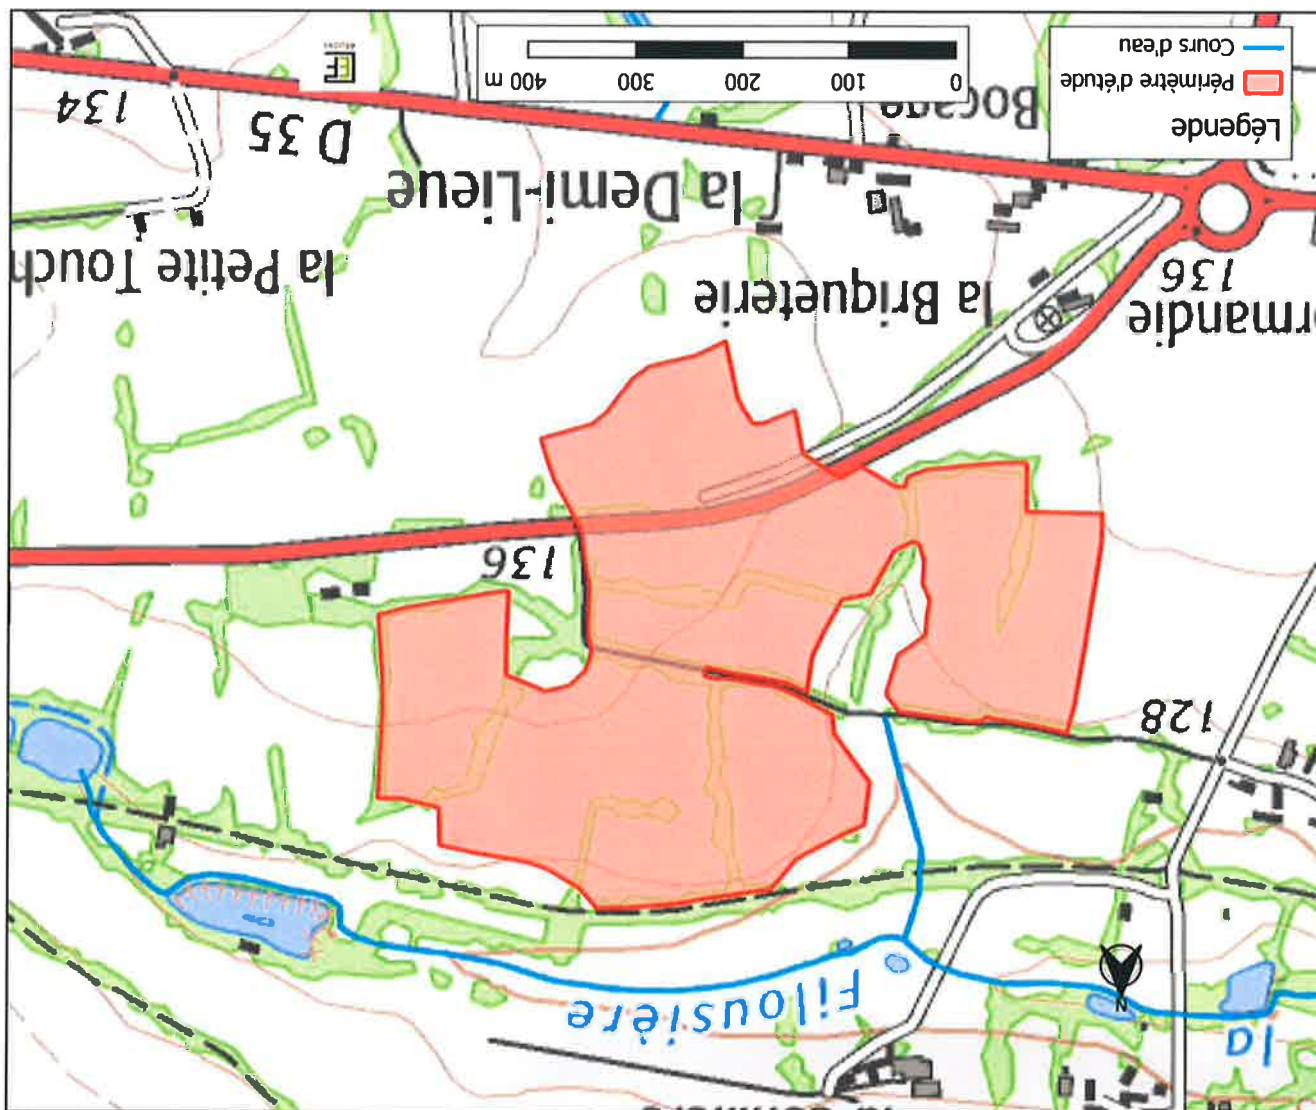 la
Filousière
N
128
136
136
rmandie
la Briqueterie
la Petite Touch
la Demi-Lieue
D 35
134
Bocage
Légende
Périmètre d'étude
Cours d'eau
0 100 200 300 400 m